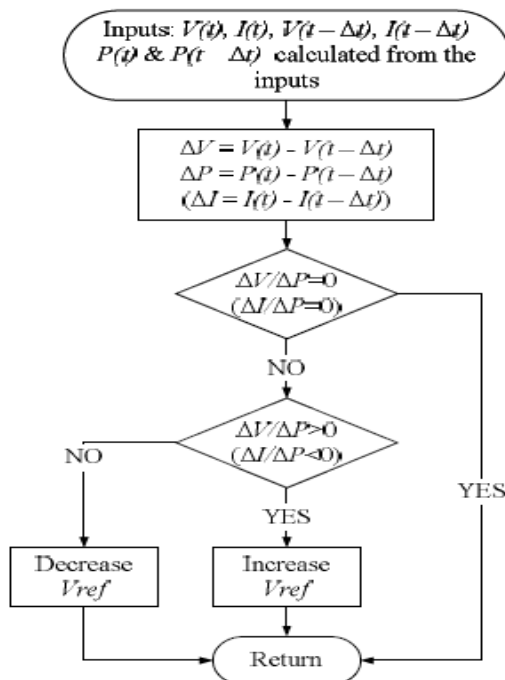 Inputs: V(t), I(t), V(t – Δt), I(t – Δt)
P(t) & P(t Δt) calculated from the
inputs
ΔV = V(t) - V(t – Δt)
ΔP = P(t) - P(t – Δt)
(ΔI = I(t) - I(t – Δt))
ΔV/ΔP=0
(ΔI/ΔP=0)
NO
ΔV/ΔP>0
(ΔI/ΔP<0)
NO
YES
YES
Decrease
Vref
Increase
Vref
Return